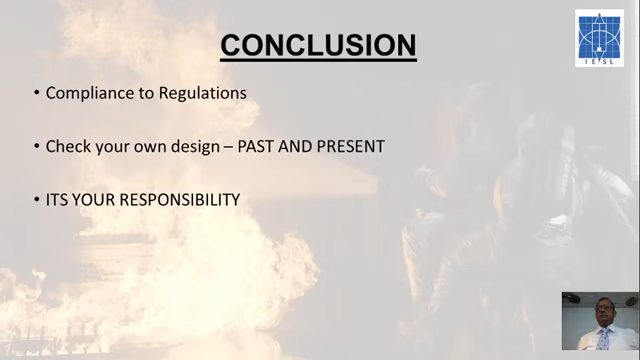 CONCLUSION
IESL
• Compliance to Regulations
• Check your own design – PAST AND PRESENT
• ITS YOUR RESPONSIBILITY